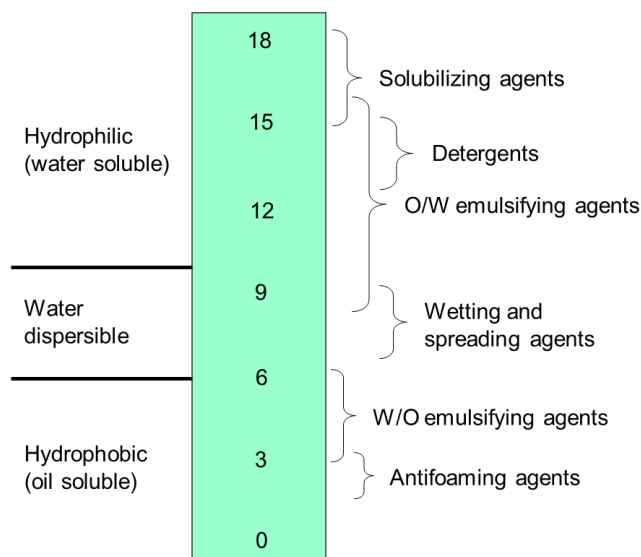 18
Solubilizing agents
15
Hydrophilic
(water soluble)
Detergents
12
O/W emulsifying agents
9
Water
dispersible
Wetting and
spreading agents
6
W/O emulsifying agents
Hydrophobic
(oil soluble)
3
Antifoaming agents
0